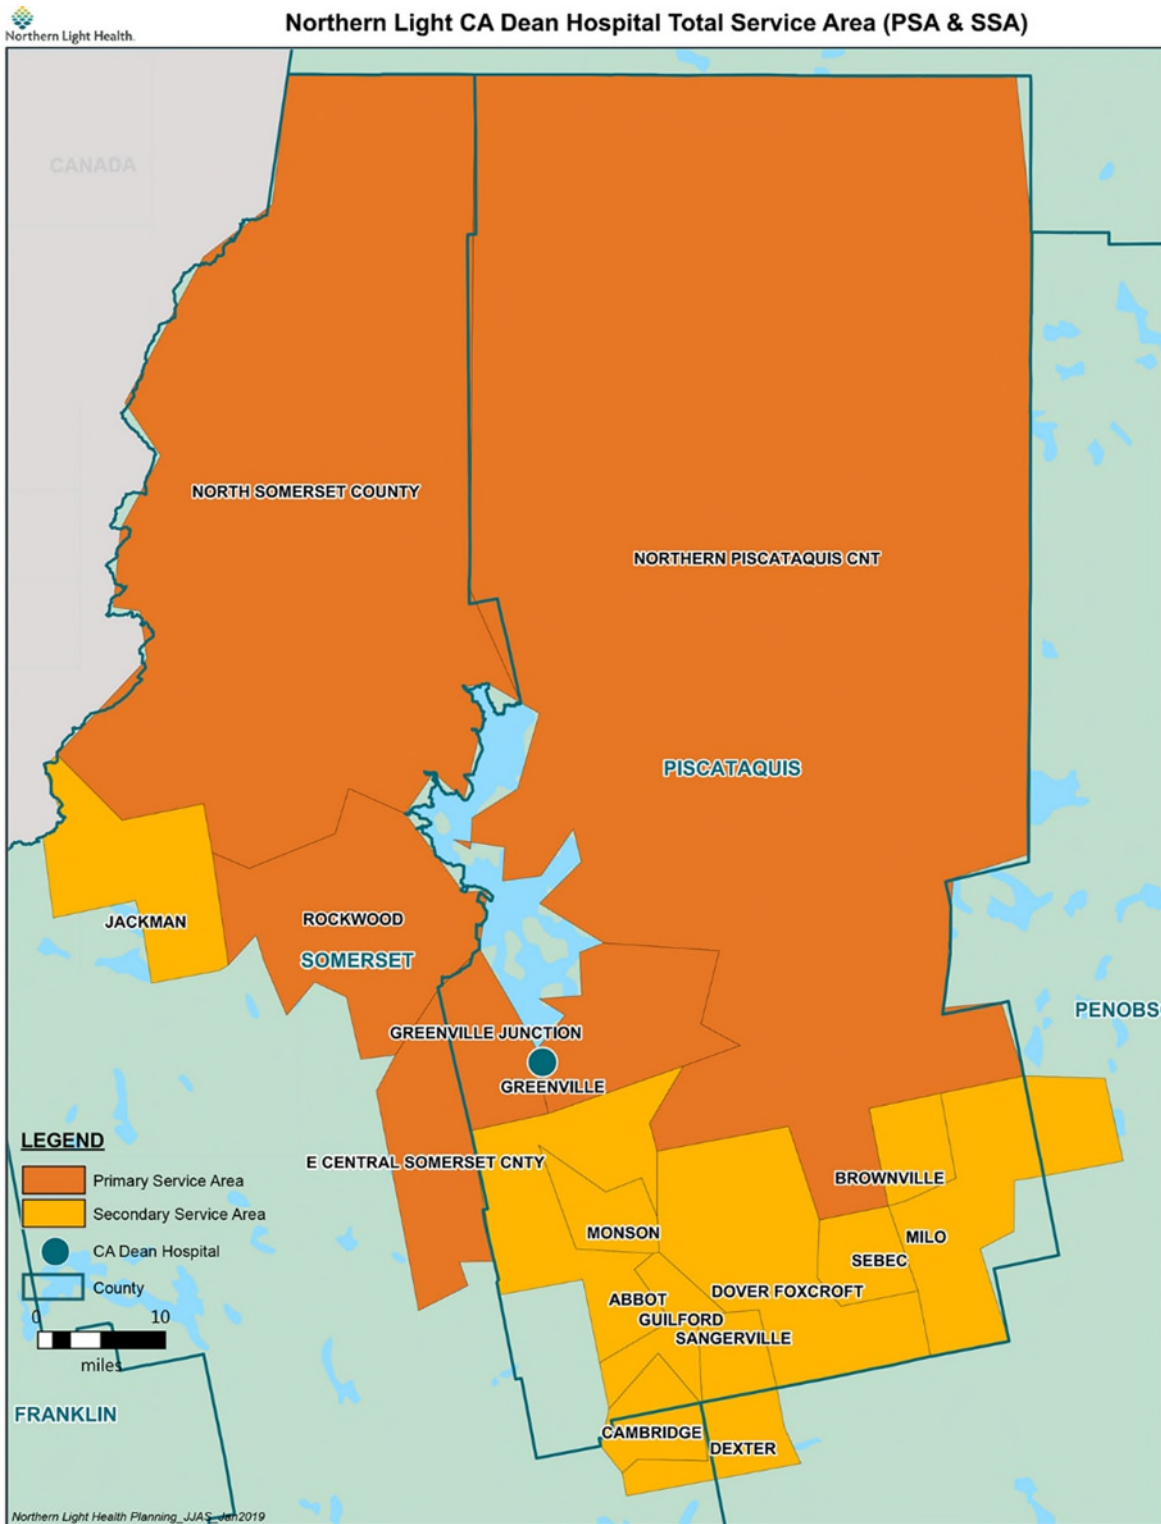 Northern Light Health.
Northern Light CA Dean Hospital Total Service Area (PSA & SSA)
CANADA
NORTH SOMERSET COUNTY
NORTHERN PISCATAQUIS CNT
PISCATAQUIS
JACKMAN
ROCKWOOD
SOMERSET
PENOBS
GREENVILLE JUNCTION
GREENVILLE
LEGEND
Primary Service Area
Secondary Service Area
CA Dean Hospital
County
0 10
miles
E CENTRAL SOMERSET CNTY
BROWNVILLE
MONSON
MILO
SEBEC
DOVER FOXCROFT
ABBOT
GUILFORD
SANGERVILLE
FRANKLIN
CAMBRIDGE
DEXTER
Northern Light Health Planning_JJAS_Jan2019